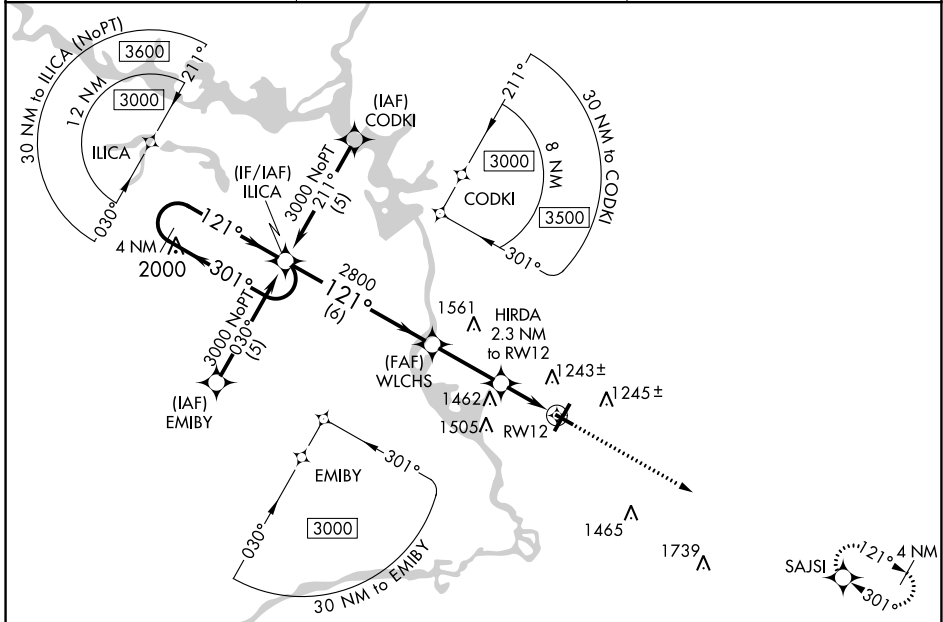 30 NM to ILICA (NoPT)
3600
211°
12 NM
3000
ILICA
030°
(IAF)
CODKI
3000 NoPT
211°
(5)
(IF/IAF)
ILICA
211°
3000
8 NM
30 NM to CODKI
CODKI
3500
301°
121°
4 NM
2000
301°
2800
121°
(6)
3000 NoPT
030°
(5)
(IAF)
EMIBY
1561
HIRDA
2.3 NM
to RW12
(FAF)
WLCHS
1243±
1462
1245±
1505
RW12
301°
EMIBY
030°
3000
30 NM to EMIBY
1465
1739
SAJSI
121°
4 NM
301°